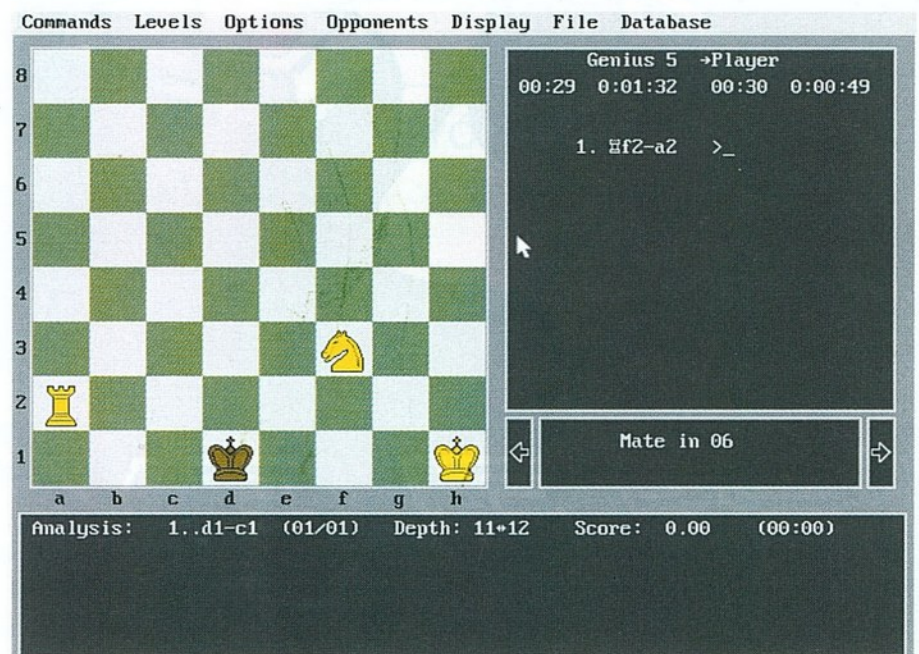 Commands Levels Options Opponents Display File Database
8
7
6
5
4
3
2
1
a b c d e f g h
Genius 5 →Player
00:29 0:01:32 00:30 0:00:49
1. ♖f2-a2 >_
Mate in 06
Analysis: 1..d1-c1 (01/01) Depth: 11↔12 Score: 0.00 (00:00)